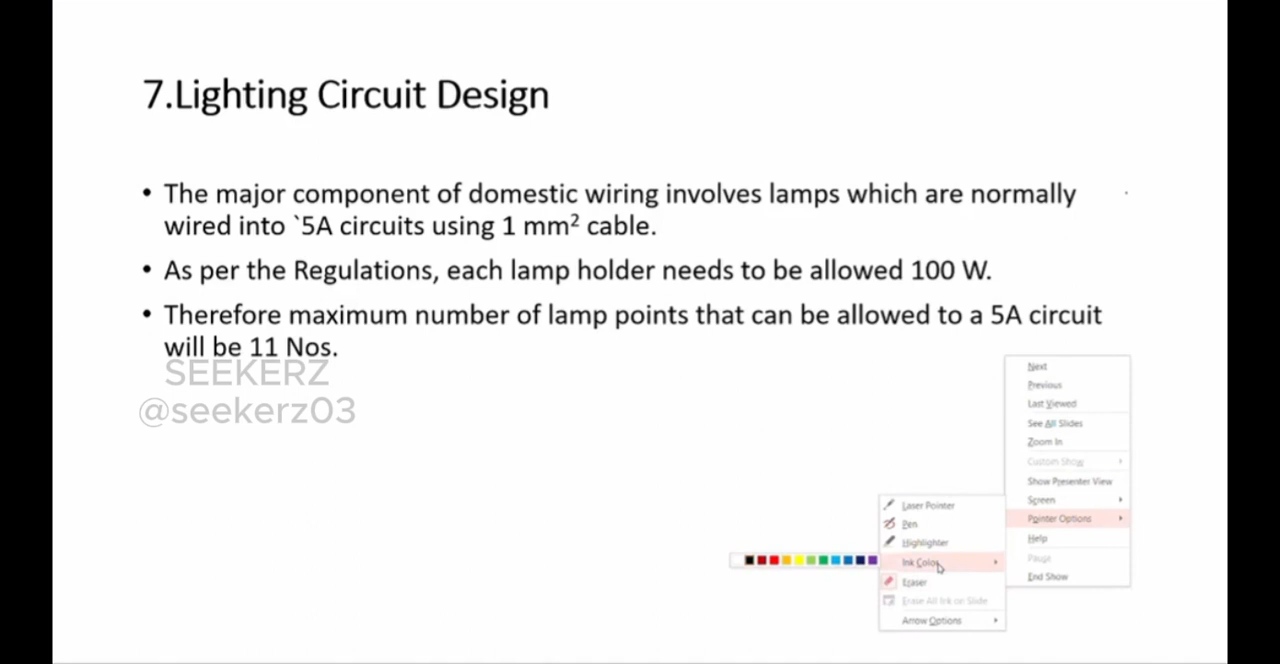 7.Lighting Circuit Design
• The major component of domestic wiring involves lamps which are normally
wired into `5A circuits using 1 mm² cable.
• As per the Regulations, each lamp holder needs to be allowed 100 W.
• Therefore maximum number of lamp points that can be allowed to a 5A circuit
will be 11 Nos.
SEEKERZ
@seekerz03
Next
Previous
Last Viewed
See All Slides
Zoom In
Custom Show
Show Presenter View
Screen
Pointer Options
Help
Pause
End Show
Laser Pointer
Pen
Highlighter
Ink Color
Eraser
Erase All Ink on Slide
Arrow Options